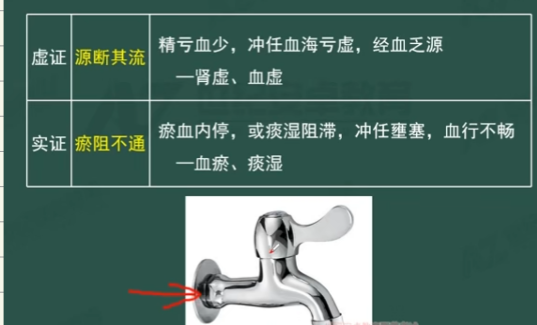 虚证 源断其流 精亏血少，冲任血海亏虚，经血乏源
—肾虚、血虚
实证 瘀阻不通 瘀血内停，或痰湿阻滞，冲任壅塞，血行不畅
—血瘀、痰湿